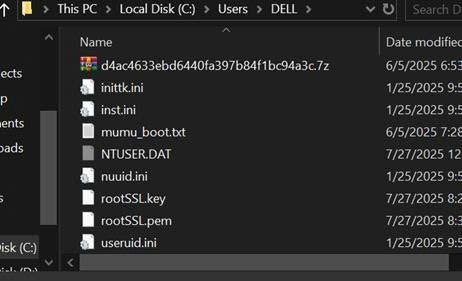 This PC > Local Disk (C:) > Users > DELL >
Search D
Name
Date modified
d4ac4633ebd6440fa397b84f1bc94a3c.7z
6/5/2025 6:53
inittk.ini
1/25/2025 9:5
inst.ini
1/25/2025 9:5
mumu_boot.txt
6/5/2025 7:28
NTUSER.DAT
7/27/2025 12
nuuid.ini
1/25/2025 9:5
rootSSL.key
7/27/2025 8:2
rootSSL.pem
7/27/2025 8:3
useruid.ini
1/25/2025 9:5
jects
p
ments
oads
s
isk (C:)